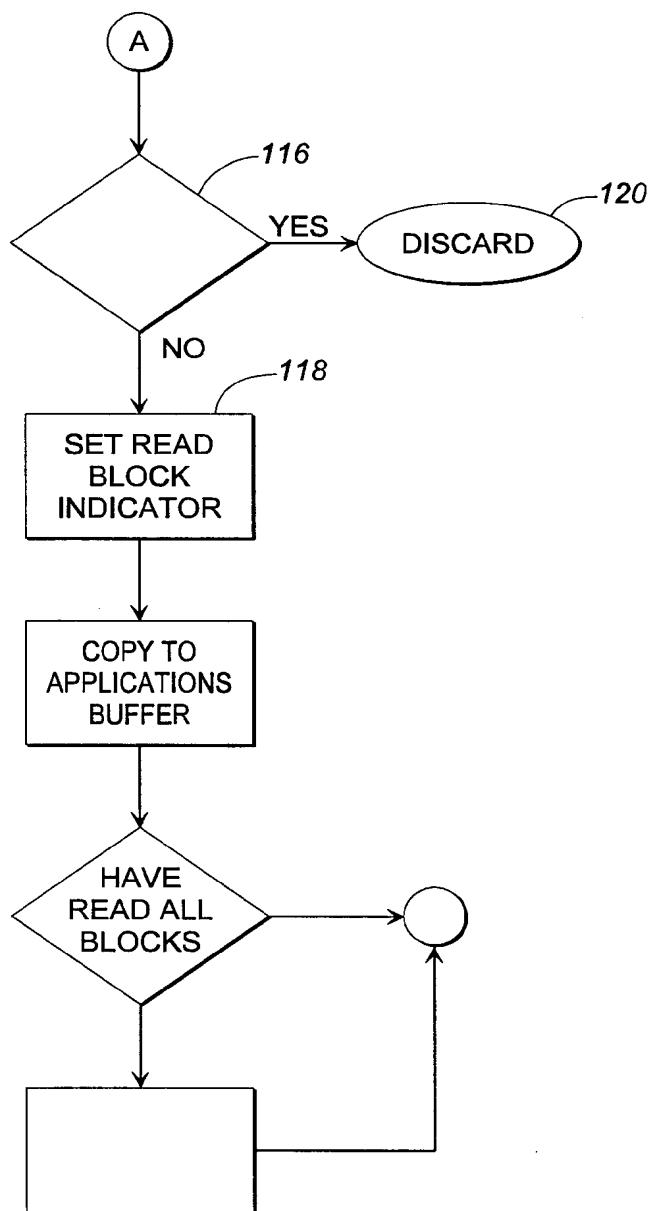 A
116
YES
DISCARD
120
NO
118
SET READ
BLOCK
INDICATOR
COPY TO
APPLICATIONS
BUFFER
HAVE
READ ALL
BLOCKS